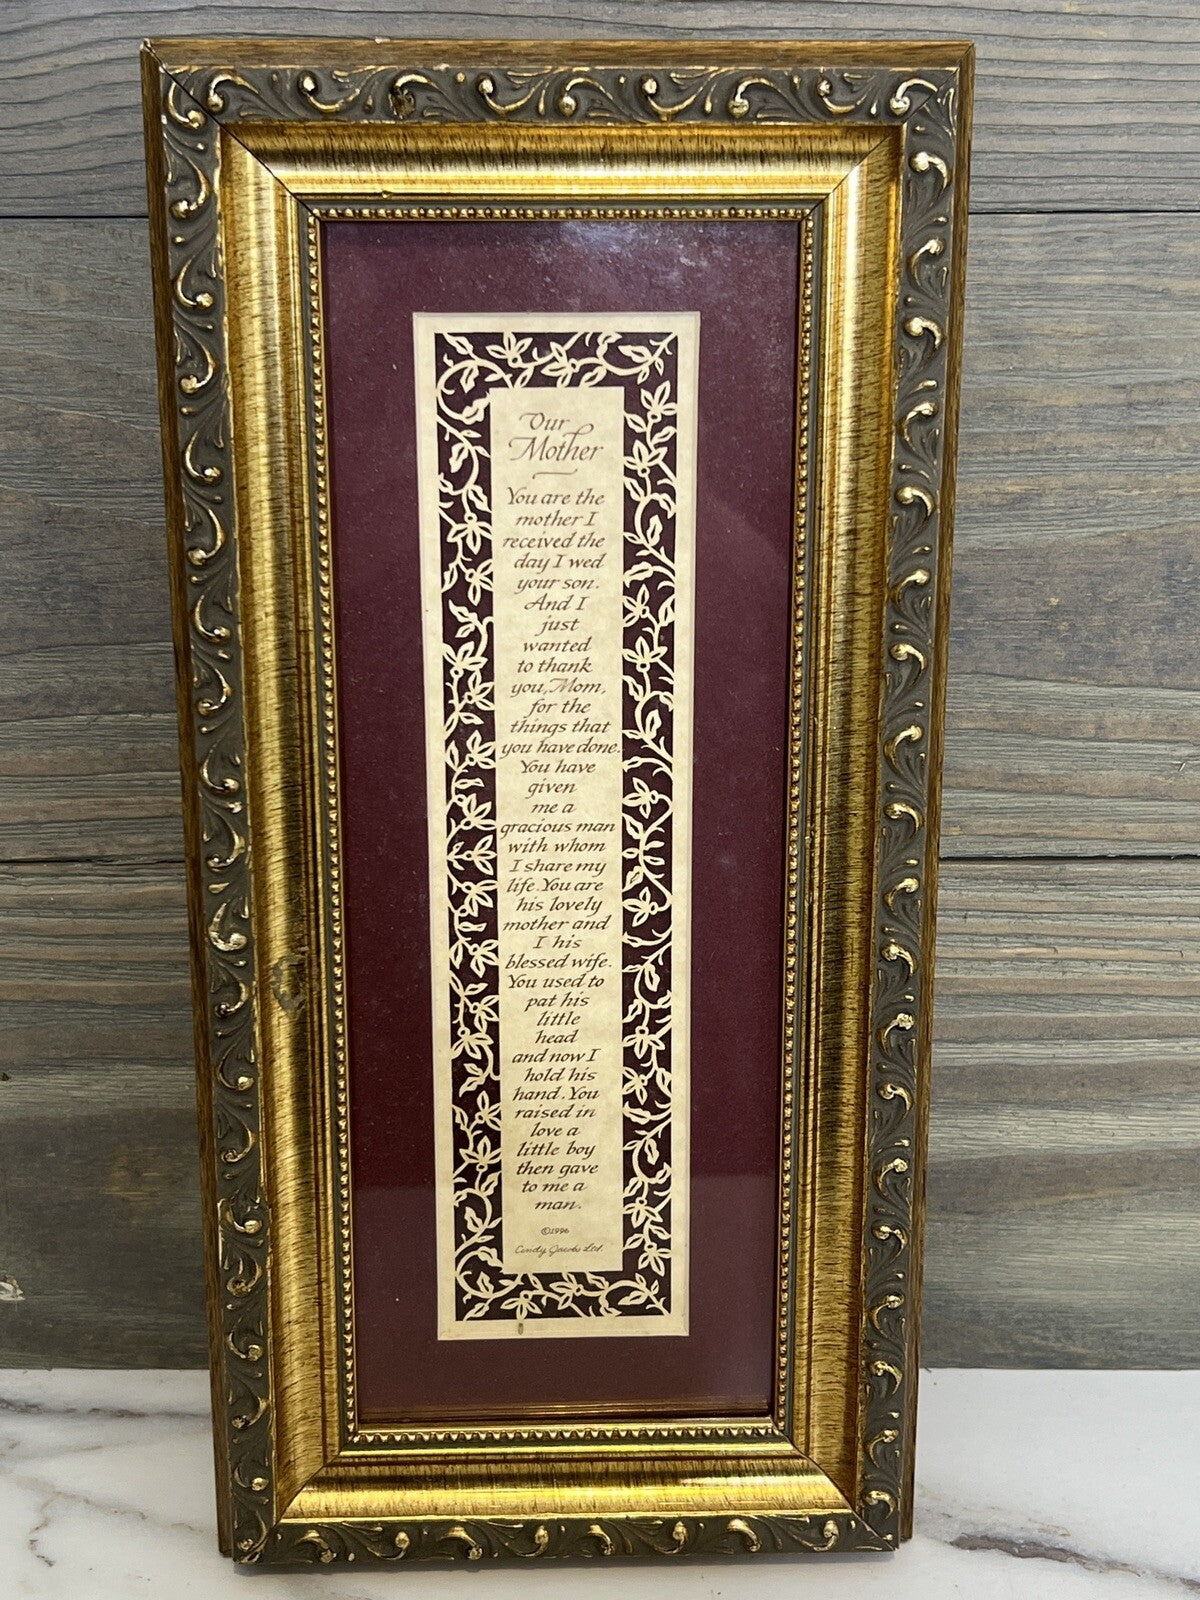 Our
Mother
You are the
mother I
received the
day I wed
your son.
And I
just
wanted
to thank
you, Mom,
for the
things that
you have done.
You have
given
me a
gracious man
with whom
I share my
life. You are
his lovely
mother and
I his
blessed wife.
You used to
pat his
little
head
and now I
hold his
hand. You
raised in
love a
little boy
then gave
to me a
man.
©1996
Cindy Jacobs Ltd.